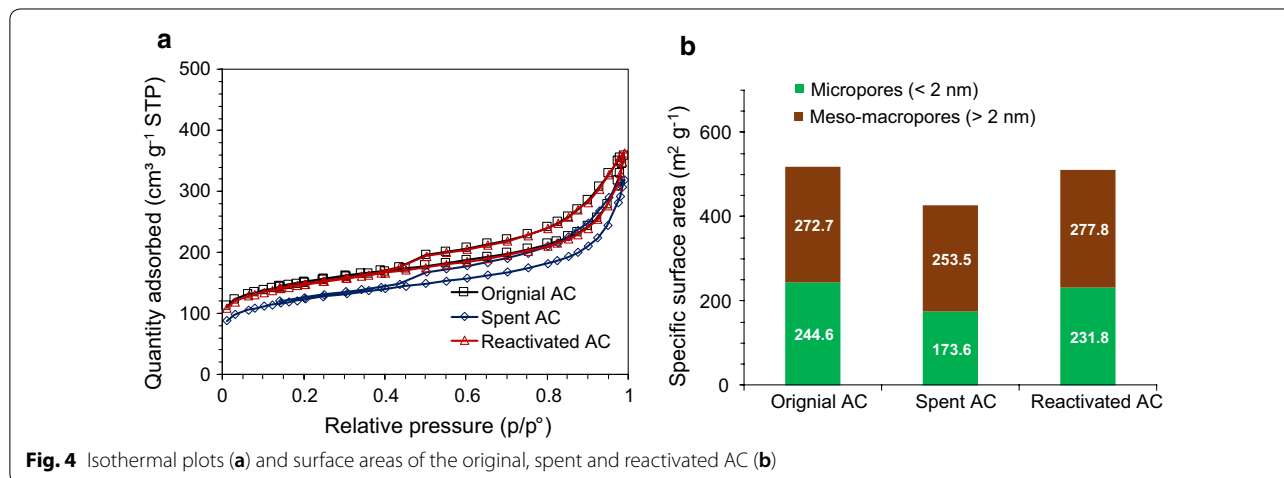 a
500
400
300
200
100
0
Quantity adsorbed (cm³ g⁻¹ STP)
Orignial AC
Spent AC
Reactivated AC
0 0.2 0.4 0.6 0.8 1
Relative pressure (p/p°)
b
Micropores (< 2 nm)
Meso-macropores (> 2 nm)
600
400
200
0
Specific surface area (m² g⁻¹)
272.7 253.5 277.8
244.6 173.6 231.8
Orignial AC Spent AC Reactivated AC
Fig. 4 Isothermal plots (a) and surface areas of the original, spent and reactivated AC (b)